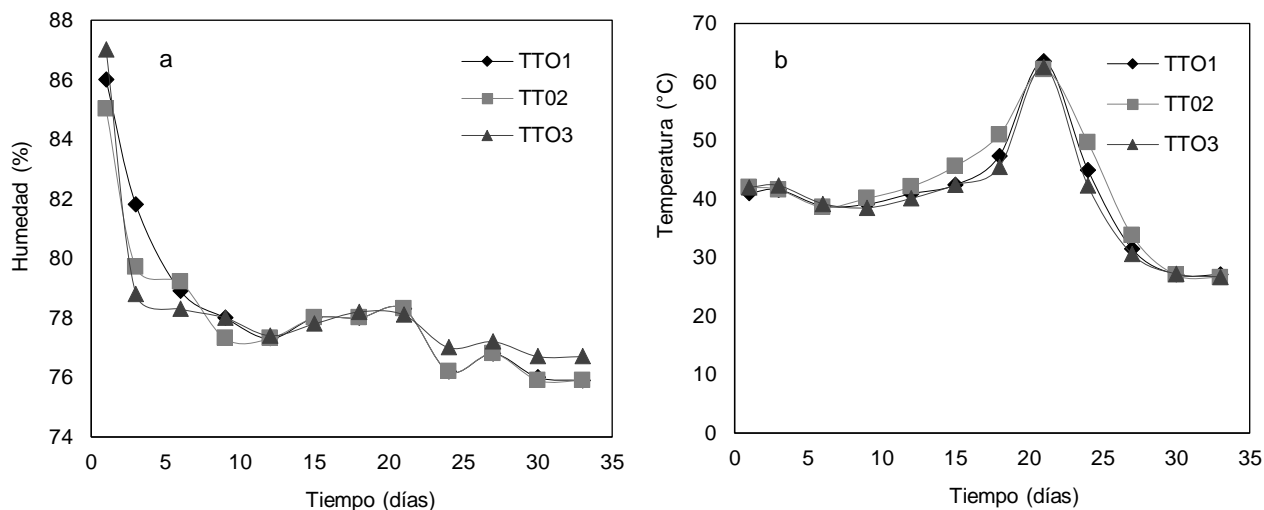 a
TTO1
TT02
TTO3
Humedad (%)
88
86
84
82
80
78
76
74
0 5 10 15 20 25 30 35
Tiempo (días)
b
TTO1
TT02
TTO3
Temperatura (°C)
70
60
50
40
30
20
10
0
0 5 10 15 20 25 30 35
Tiempo (días)